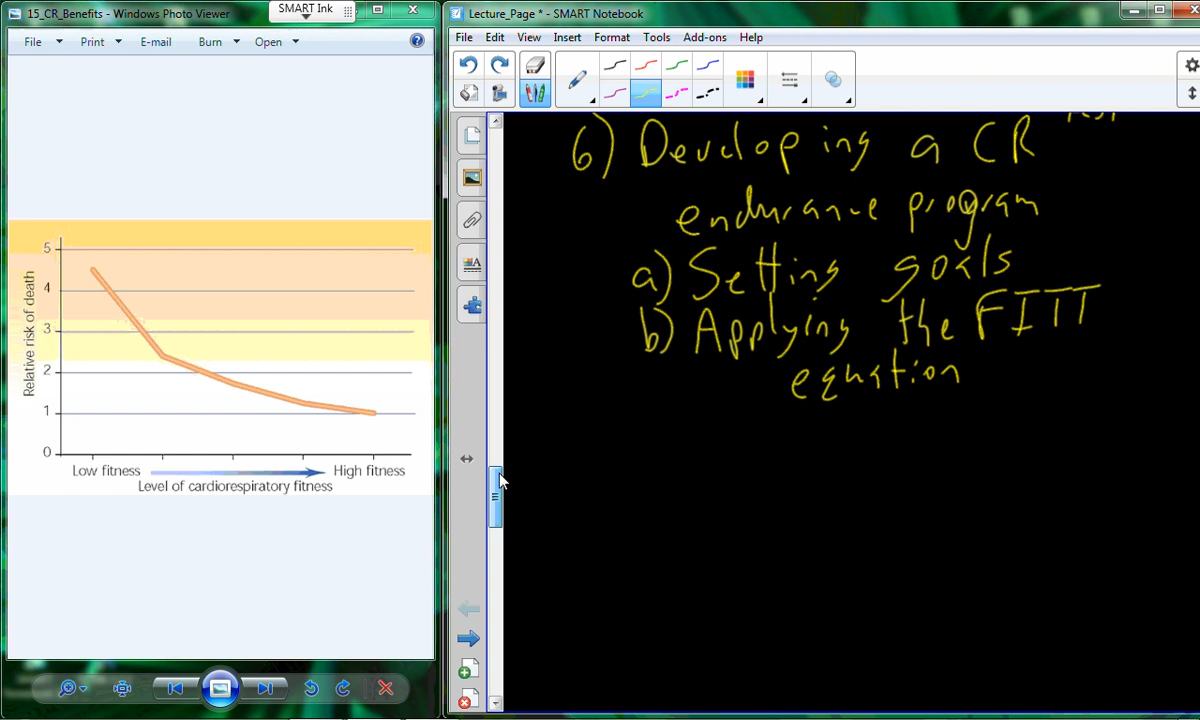 15_CR_Benefits - Windows Photo Viewer
SMART Ink
File Print E-mail Burn Open
5
4
3
2
1
0
Relative risk of death
Low fitness High fitness
Level of cardiorespiratory fitness
Lecture_Page * - SMART Notebook
File Edit View Insert Format Tools Add-ons Help
6) Developing a CR
endurance program
a) Setting goals
b) Applying the FITT
equation